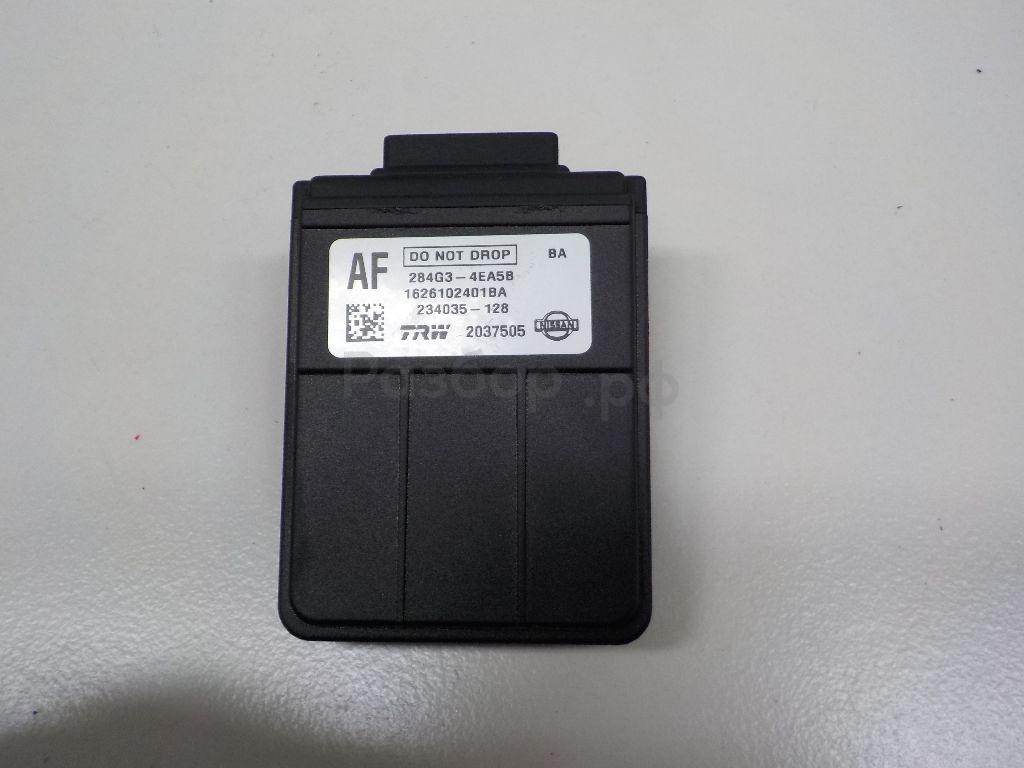 AF DO NOT DROP BA
284G3-4EA5B
1626102401BA
234035-128
TRW 2037505 NISSAN
Разбор.рф